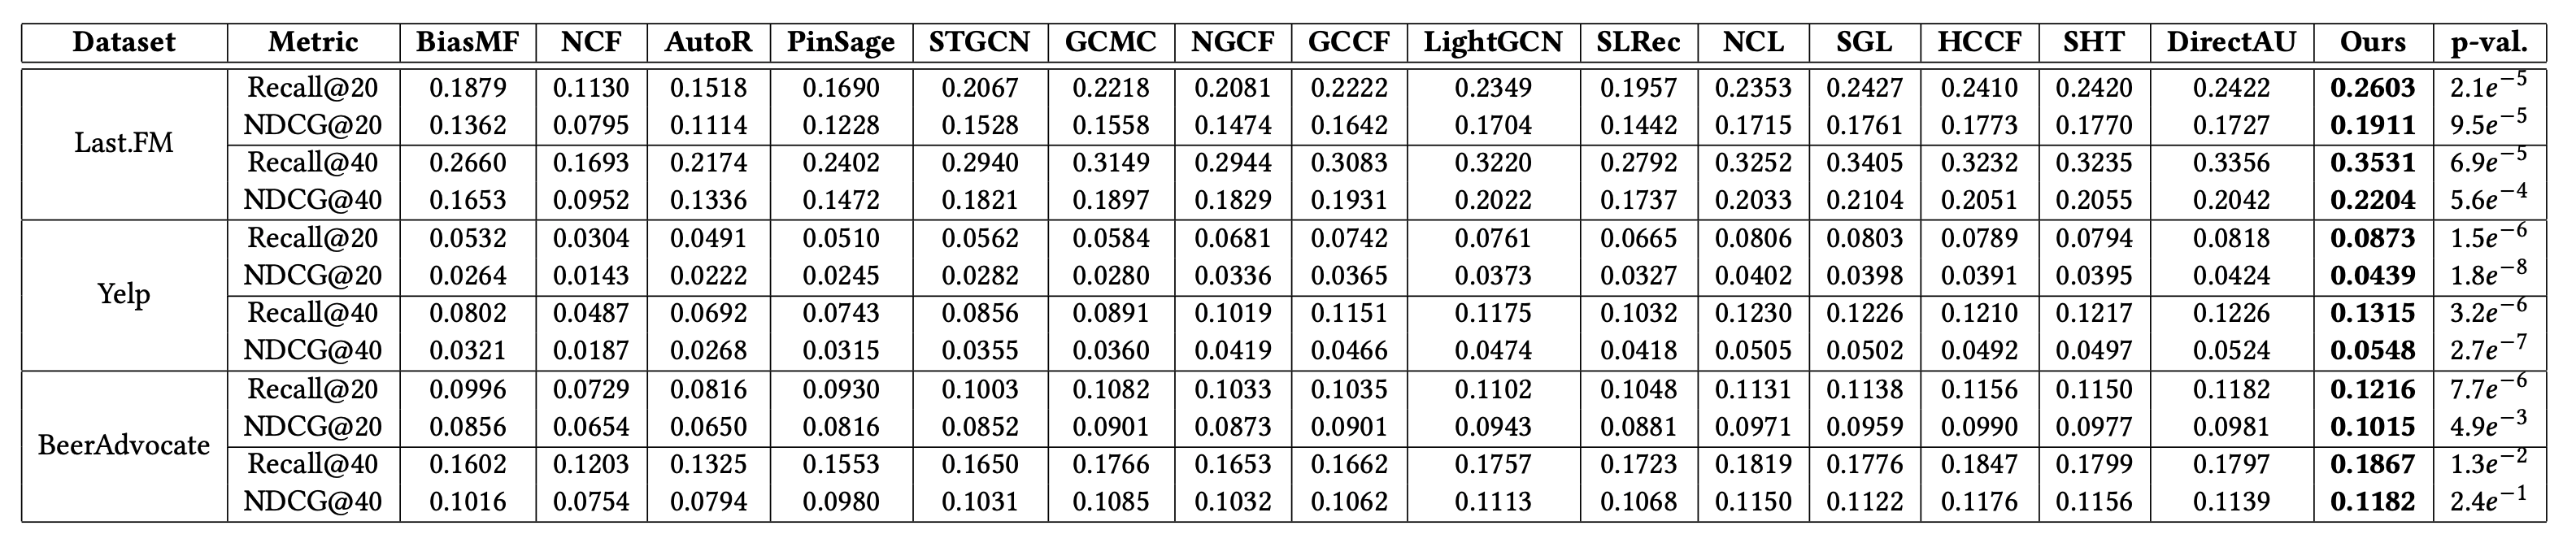 Dataset Metric BiasMF NCF AutoR PinSage STGCN GCMC NGCF GCCF LightGCN SLRec NCL SGL HCCF SHT DirectAU Ours p-val.
Last.FM Recall@20 0.1879 0.1130 0.1518 0.1690 0.2067 0.2218 0.2081 0.2222 0.2349 0.1957 0.2353 0.2427 0.2410 0.2420 0.2422 0.2603 2.1e⁻⁵
NDCG@20 0.1362 0.0795 0.1114 0.1228 0.1528 0.1558 0.1474 0.1642 0.1704 0.1442 0.1715 0.1761 0.1773 0.1770 0.1727 0.1911 9.5e⁻⁵
Recall@40 0.2660 0.1693 0.2174 0.2402 0.2940 0.3149 0.2944 0.3083 0.3220 0.2792 0.3252 0.3405 0.3232 0.3235 0.3356 0.3531 6.9e⁻⁵
NDCG@40 0.1653 0.0952 0.1336 0.1472 0.1821 0.1897 0.1829 0.1931 0.2022 0.1737 0.2033 0.2104 0.2051 0.2055 0.2042 0.2204 5.6e⁻⁴
Yelp Recall@20 0.0532 0.0304 0.0491 0.0510 0.0562 0.0584 0.0681 0.0742 0.0761 0.0665 0.0806 0.0803 0.0789 0.0794 0.0818 0.0873 1.5e⁻⁶
NDCG@20 0.0264 0.0143 0.0222 0.0245 0.0282 0.0280 0.0336 0.0365 0.0373 0.0327 0.0402 0.0398 0.0391 0.0395 0.0424 0.0439 1.8e⁻⁸
Recall@40 0.0802 0.0487 0.0692 0.0743 0.0856 0.0891 0.1019 0.1151 0.1175 0.1032 0.1230 0.1226 0.1210 0.1217 0.1226 0.1315 3.2e⁻⁶
NDCG@40 0.0321 0.0187 0.0268 0.0315 0.0355 0.0360 0.0419 0.0466 0.0474 0.0418 0.0505 0.0502 0.0492 0.0497 0.0524 0.0548 2.7e⁻⁷
BeerAdvocate Recall@20 0.0996 0.0729 0.0816 0.0930 0.1003 0.1082 0.1033 0.1035 0.1102 0.1048 0.1131 0.1138 0.1156 0.1150 0.1182 0.1216 7.7e⁻⁶
NDCG@20 0.0856 0.0654 0.0650 0.0816 0.0852 0.0901 0.0873 0.0901 0.0943 0.0881 0.0971 0.0959 0.0990 0.0977 0.0981 0.1015 4.9e⁻³
Recall@40 0.1602 0.1203 0.1325 0.1553 0.1650 0.1766 0.1653 0.1662 0.1757 0.1723 0.1819 0.1776 0.1847 0.1799 0.1797 0.1867 1.3e⁻²
NDCG@40 0.1016 0.0754 0.0794 0.0980 0.1031 0.1085 0.1032 0.1062 0.1113 0.1068 0.1150 0.1122 0.1176 0.1156 0.1139 0.1182 2.4e⁻¹